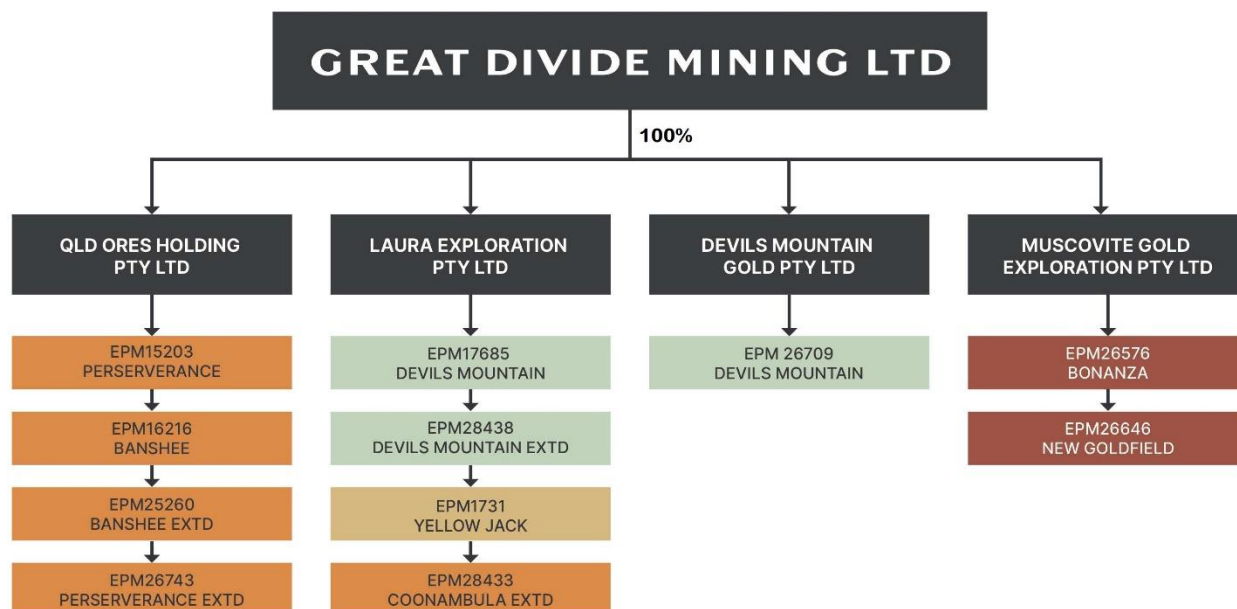 GREAT DIVIDE MINING LTD
100%
QLD ORES HOLDING
PTY LTD
LAURA EXPLORATION
PTY LTD
DEVILS MOUNTAIN
GOLD PTY LTD
MUSCOVITE GOLD
EXPLORATION PTY LTD
EPM15203
PERSERVERANCE
EPM17685
DEVILS MOUNTAIN
EPM 26709
DEVILS MOUNTAIN
EPM26576
BONANZA
EPM16216
BANSHEE
EPM28438
DEVILS MOUNTAIN EXTD
EPM26646
NEW GOLDFIELD
EPM25260
BANSHEE EXTD
EPM1731
YELLOW JACK
EPM26743
PERSERVERANCE EXTD
EPM28433
COONAMBULA EXTD